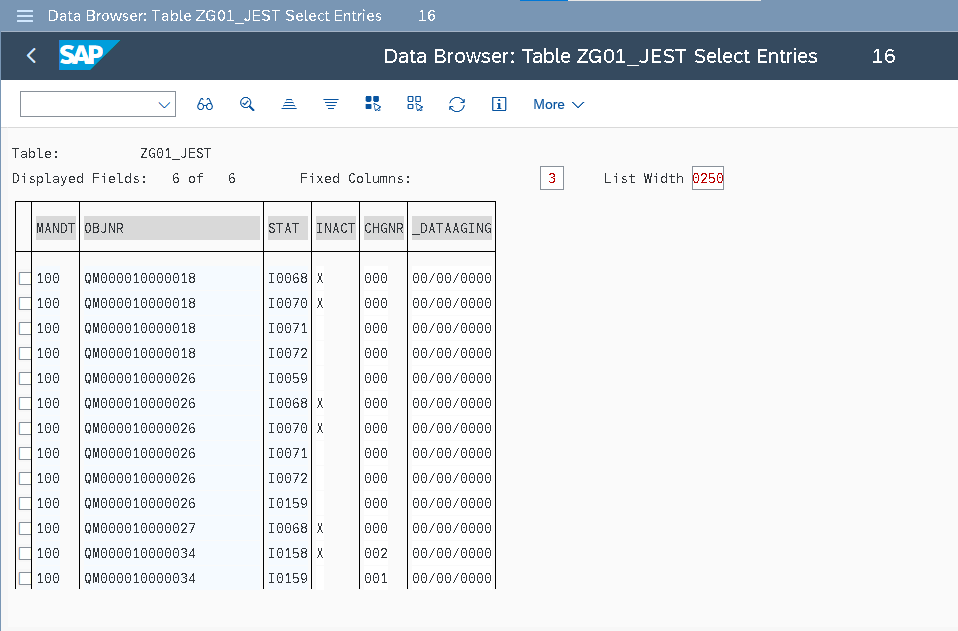 Data Browser: Table ZG01_JEST Select Entries 16
SAP Data Browser: Table ZG01_JEST Select Entries 16
More
Table: ZG01_JEST
Displayed Fields: 6 of 6 Fixed Columns: 3 List Width 0250
MANDT OBJNR STAT INACT CHGNR _DATAAGING
100 QM000010000018 I0068 X 000 00/00/0000
100 QM000010000018 I0070 X 000 00/00/0000
100 QM000010000018 I0071 000 00/00/0000
100 QM000010000018 I0072 000 00/00/0000
100 QM000010000026 I0059 000 00/00/0000
100 QM000010000026 I0068 X 000 00/00/0000
100 QM000010000026 I0070 X 000 00/00/0000
100 QM000010000026 I0071 000 00/00/0000
100 QM000010000026 I0072 000 00/00/0000
100 QM000010000026 I0159 000 00/00/0000
100 QM000010000027 I0068 X 000 00/00/0000
100 QM000010000034 I0158 X 002 00/00/0000
100 QM000010000034 I0159 001 00/00/0000